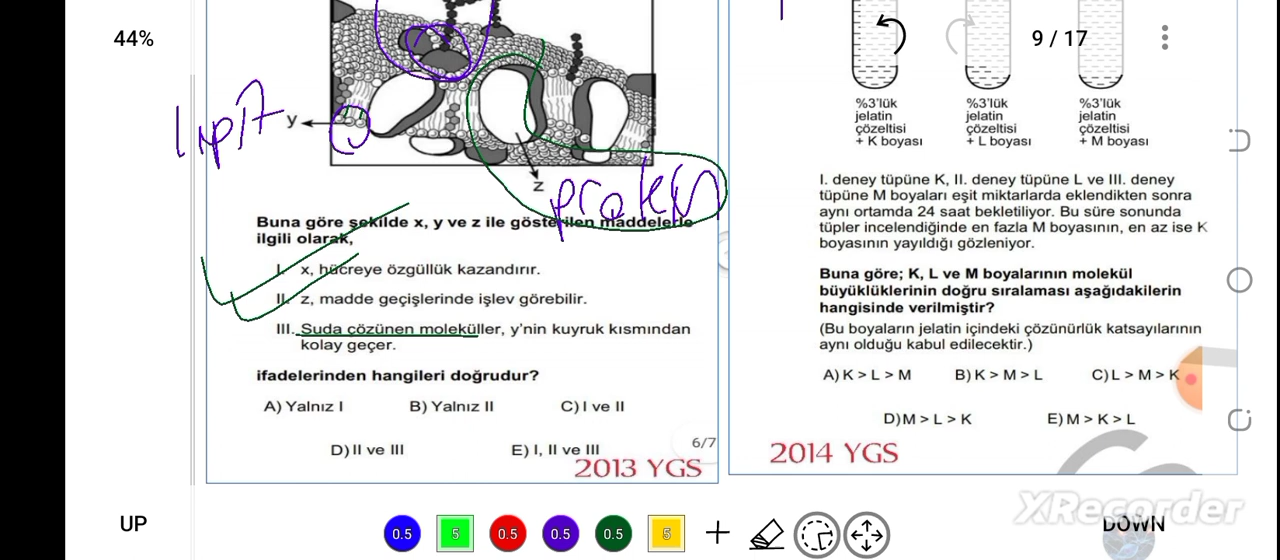 44%
9 / 17
lipit
y
z
protein
Buna göre şekilde x, y ve z ile gösterilen maddelerle
ilgili olarak,
I. x, hücreye özgüllük kazandırır.
II. z, madde geçişlerinde işlev görebilir.
III. Suda çözünen moleküller, y'nin kuyruk kısmından
kolay geçer.
ifadelerinden hangileri doğrudur?
A) Yalnız I B) Yalnız II C) I ve II
D) II ve III E) I, II ve III
6/7
2013 YGS
%3'lük
jelatin
çözeltisi
+ K boyası
%3'lük
jelatin
çözeltisi
+ L boyası
%3'lük
jelatin
çözeltisi
+ M boyası
I. deney tüpüne K, II. deney tüpüne L ve III. deney
tüpüne M boyaları eşit miktarlarda eklendikten sonra
aynı ortamda 24 saat bekletiliyor. Bu süre sonunda
tüpler incelendiğinde en fazla M boyasının, en az ise K
boyasının yayıldığı gözleniyor.
Buna göre; K, L ve M boyalarının molekül
büyüklüklerinin doğru sıralaması aşağıdakilerin
hangisinde verilmiştir?
(Bu boyaların jelatin içindeki çözünürlük katsayılarının
aynı olduğu kabul edilecektir.)
A) K > L > M B) K > M > L C) L > M > K
D) M > L > K E) M > K > L
2014 YGS
XRecorder
UP
0.5 5 0.5 0.5 0.5 5
DOWN